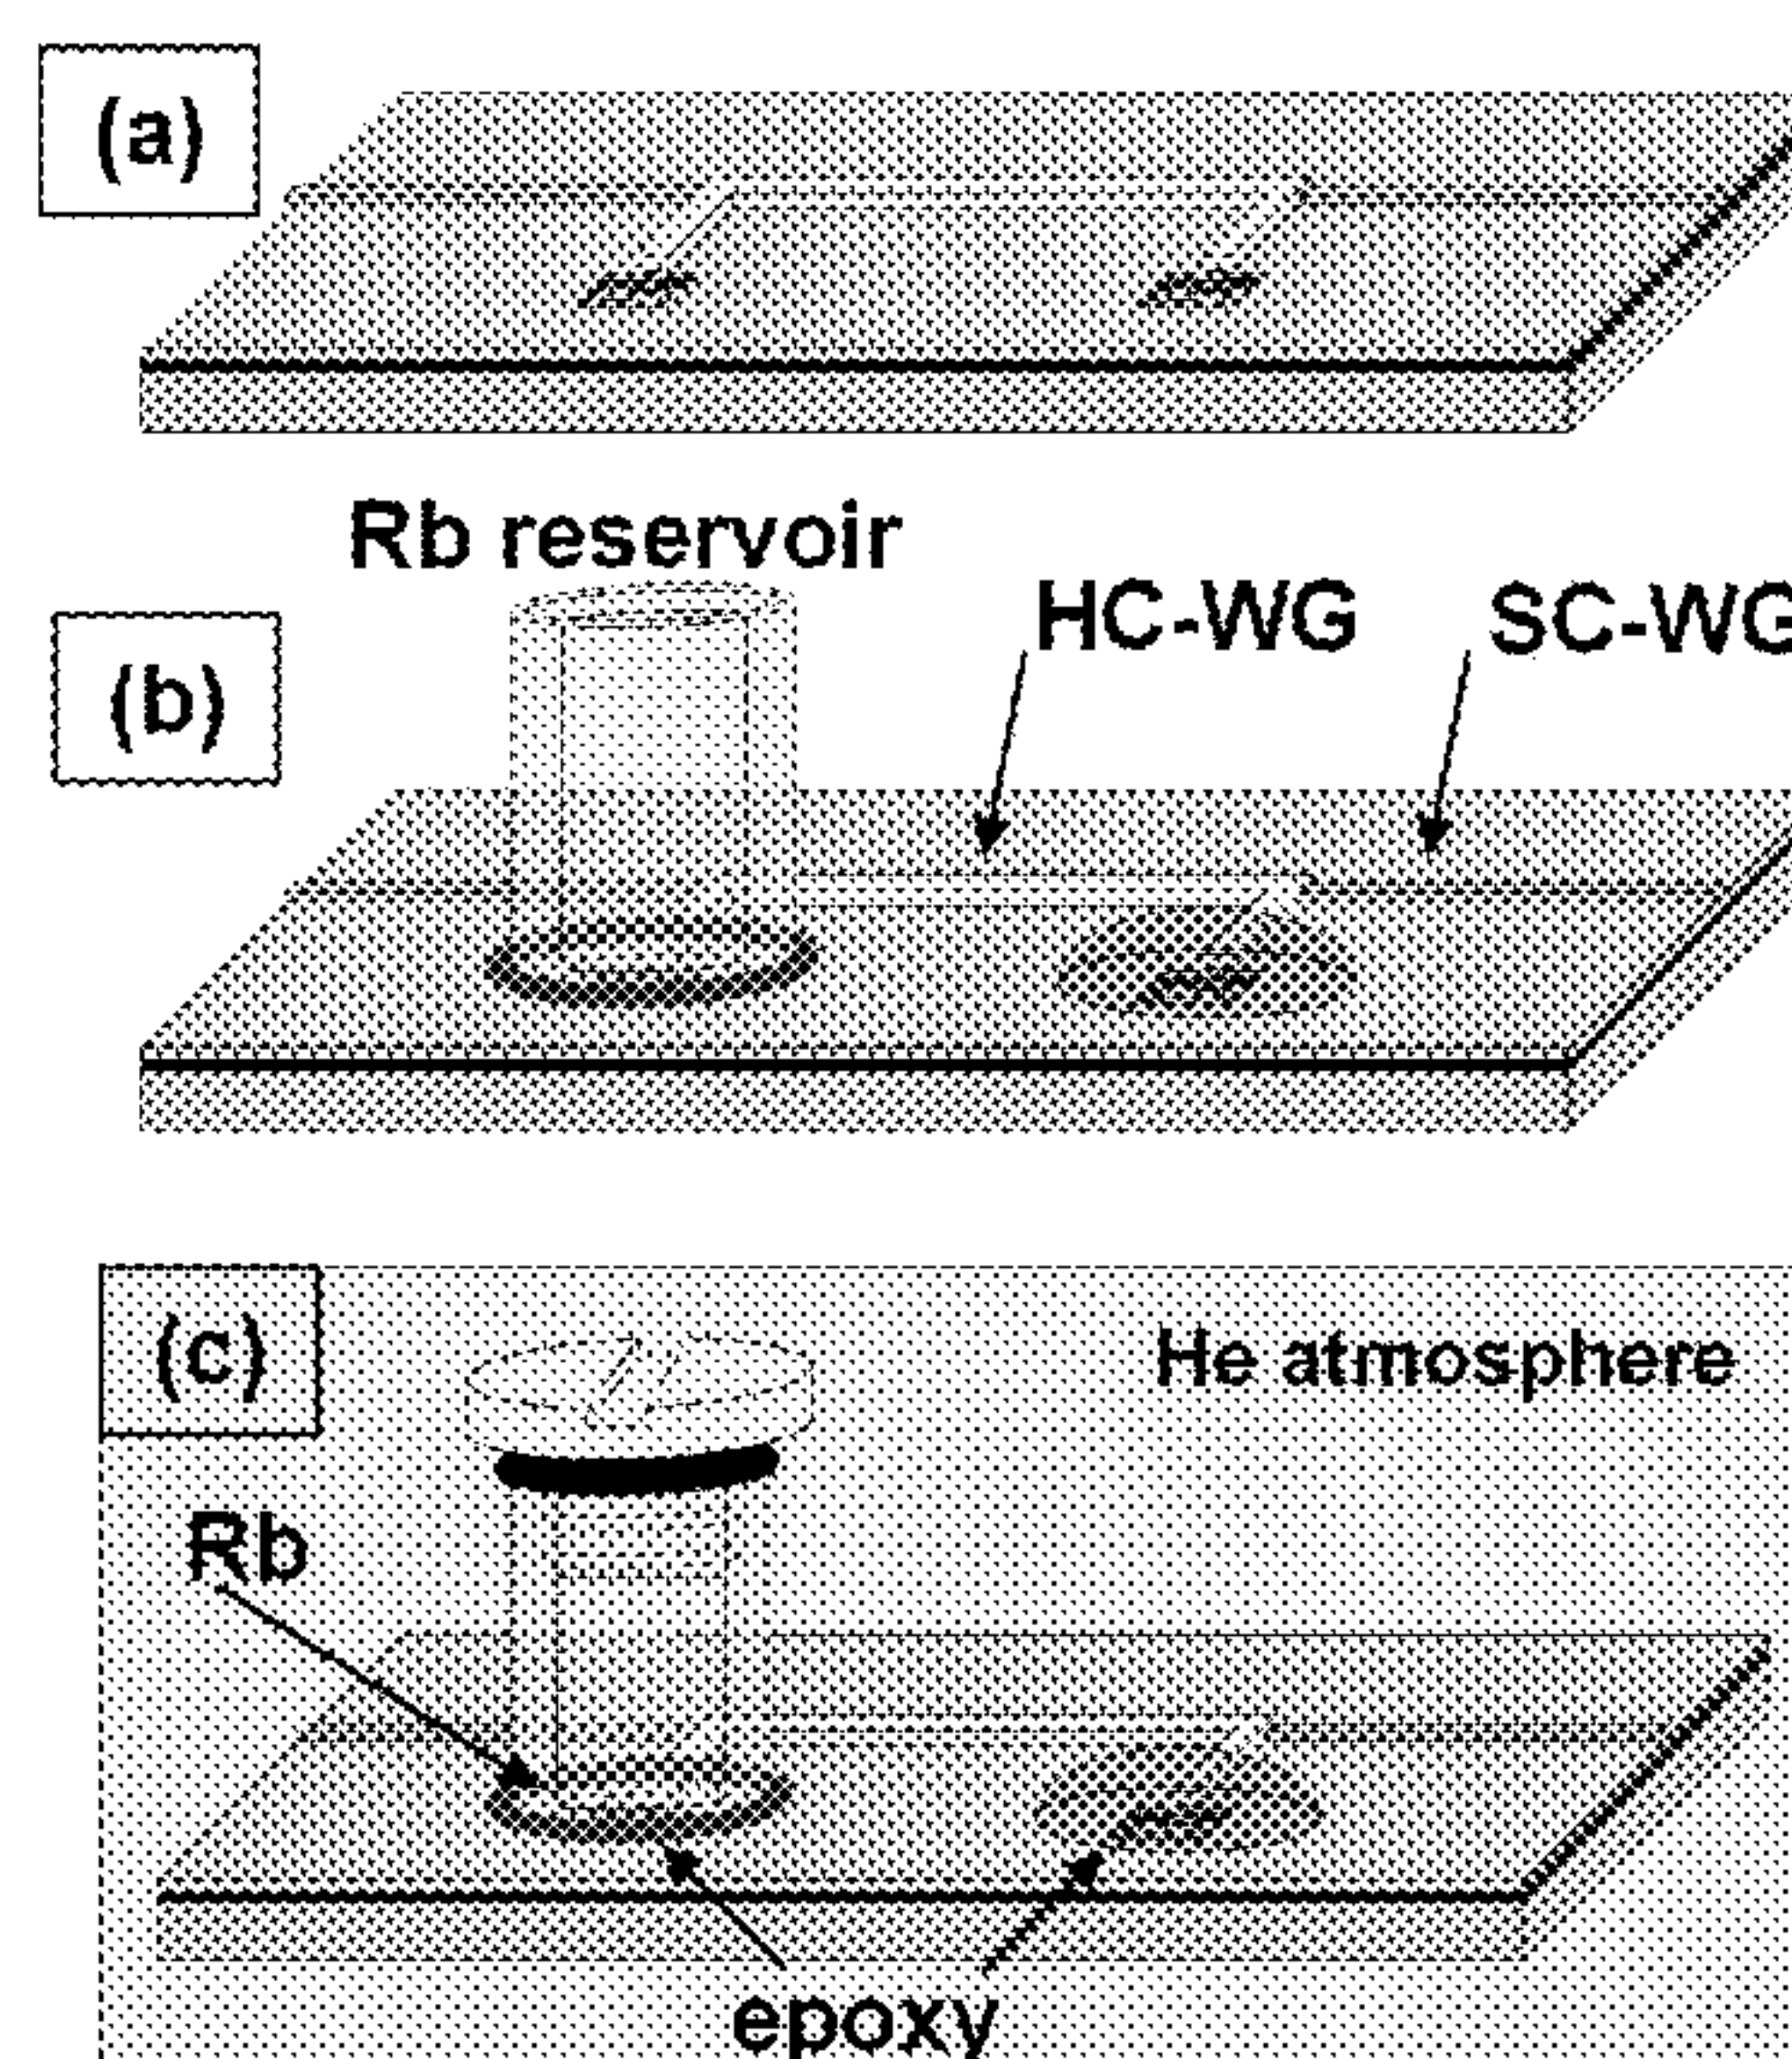 (a)
Rb reservoir
HC-WG
SC-WG
(b)
(c)
He atmosphere
Rb
epoxy